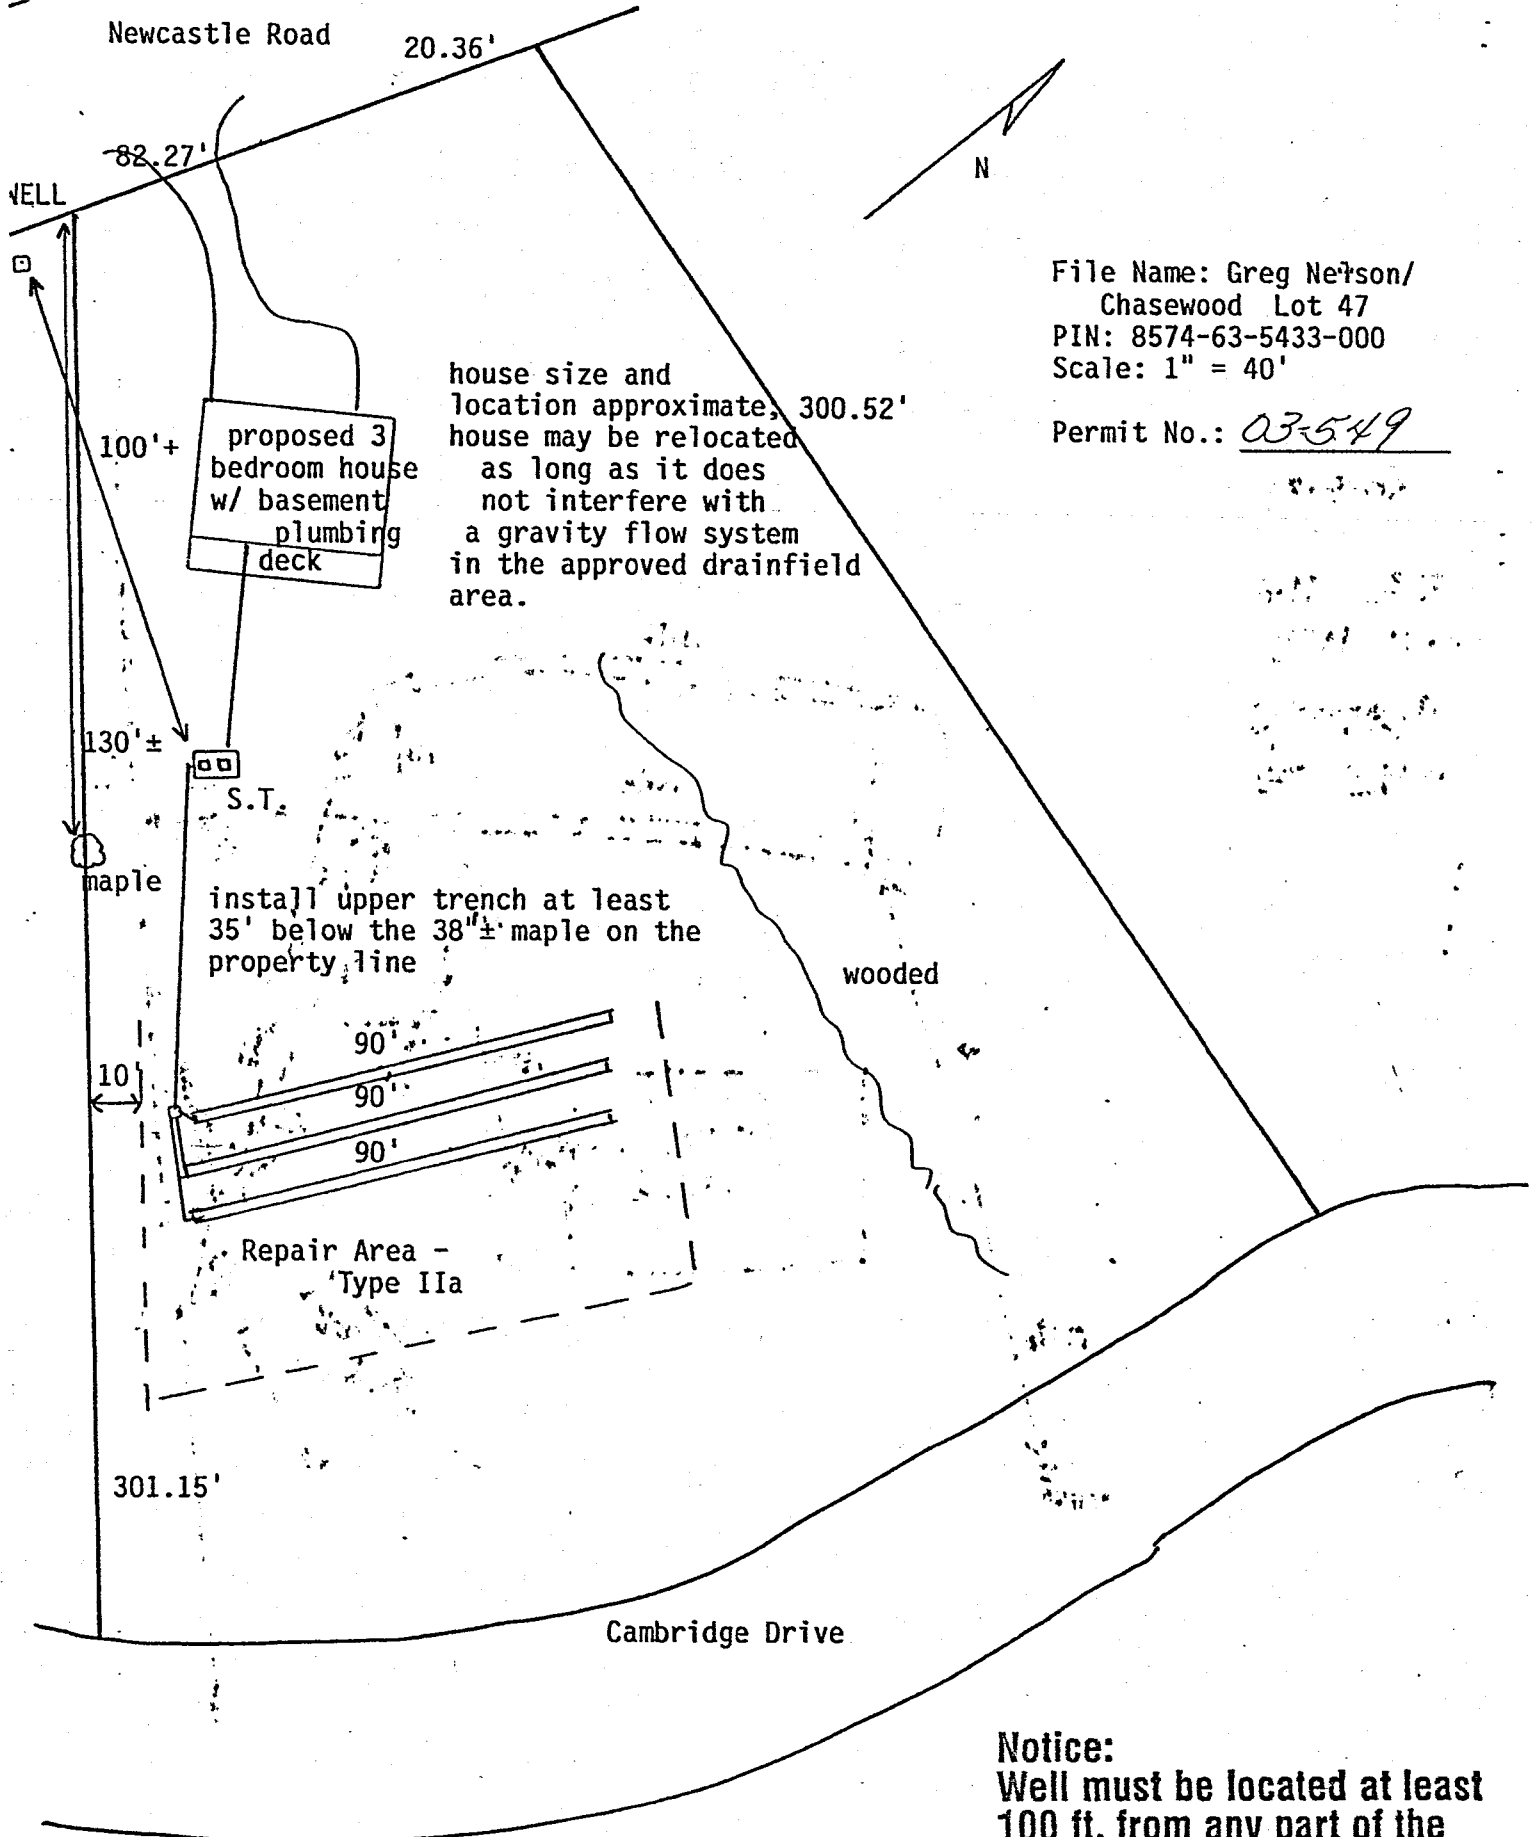 Newcastle Road
20.36'
82.27'
WELL
N
File Name: Greg Nelson/
Chasewood Lot 47
PIN: 8574-63-5433-000
Scale: 1" = 40'
Permit No.: 03-549
100'+
proposed 3
bedroom house
w/ basement
plumbing
deck
house size and
location approximate, 300.52'
house may be relocated
as long as it does
not interfere with
a gravity flow system
in the approved drainfield
area.
130'±
S.T.
maple
install upper trench at least
35' below the 38"± maple on the
property line
wooded
10'
90'
90'
90'
Repair Area -
Type IIa
301.15'
Cambridge Drive
Notice:
Well must be located at least
100 ft. from any part of the